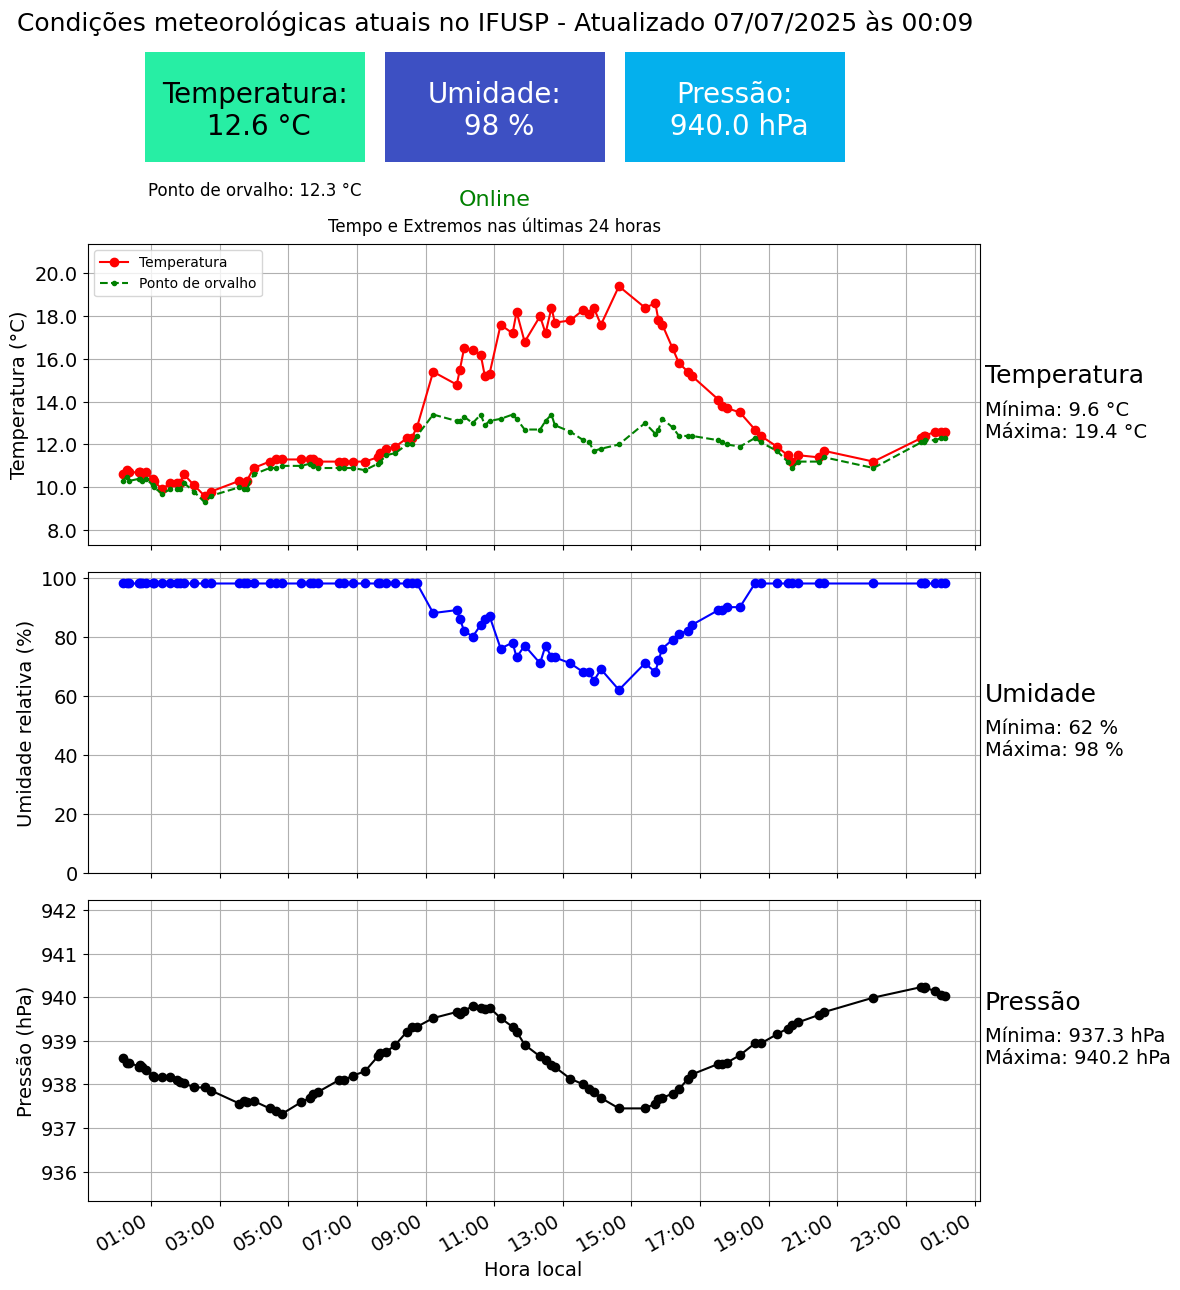 Condições meteorológicas atuais no IFUSP - Atualizado 07/07/2025 às 00:09
Temperatura:
12.6 °C
Umidade:
98 %
Pressão:
940.0 hPa
Ponto de orvalho: 12.3 °C
Online
Tempo e Extremos nas últimas 24 horas
Temperatura
Ponto de orvalho
Temperatura (°C)
20.0
18.0
16.0
14.0
12.0
10.0
8.0
Temperatura
Mínima: 9.6 °C
Máxima: 19.4 °C
Umidade relativa (%)
100
80
60
40
20
0
Umidade
Mínima: 62 %
Máxima: 98 %
Pressão (hPa)
942
941
940
939
938
937
936
Pressão
Mínima: 937.3 hPa
Máxima: 940.2 hPa
01:00 03:00 05:00 07:00 09:00 11:00 13:00 15:00 17:00 19:00 21:00 23:00 01:00
Hora local